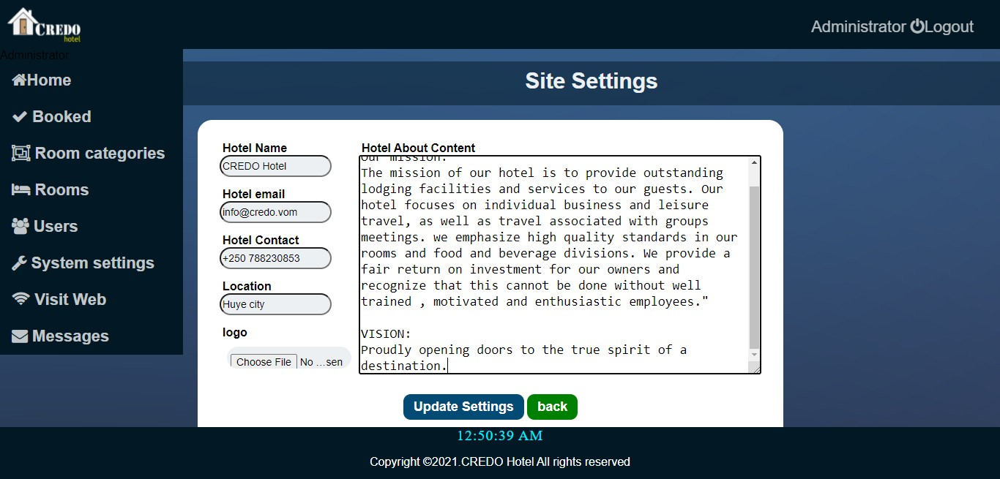 CREDO
hotel
Administrator Logout
Administrator
Home
Booked
Room categories
Rooms
Users
System settings
Visit Web
Messages
Site Settings
Hotel Name
CREDO Hotel
Hotel email
info@credo.vom
Hotel Contact
+250 788230853
Location
Huye city
logo
Choose File No ...sen
Hotel About Content
Our mission:
The mission of our hotel is to provide outstanding
lodging facilities and services to our guests. Our
hotel focuses on individual business and leisure
travel, as well as travel associated with groups
meetings. we emphasize high quality standards in our
rooms and food and beverage divisions. We provide a
fair return on investment for our owners and
recognize that this cannot be done without well
trained , motivated and enthusiastic employees."
VISION:
Proudly opening doors to the true spirit of a
destination.
Update Settings back
12:50:39 AM
Copyright ©2021.CREDO Hotel All rights reserved